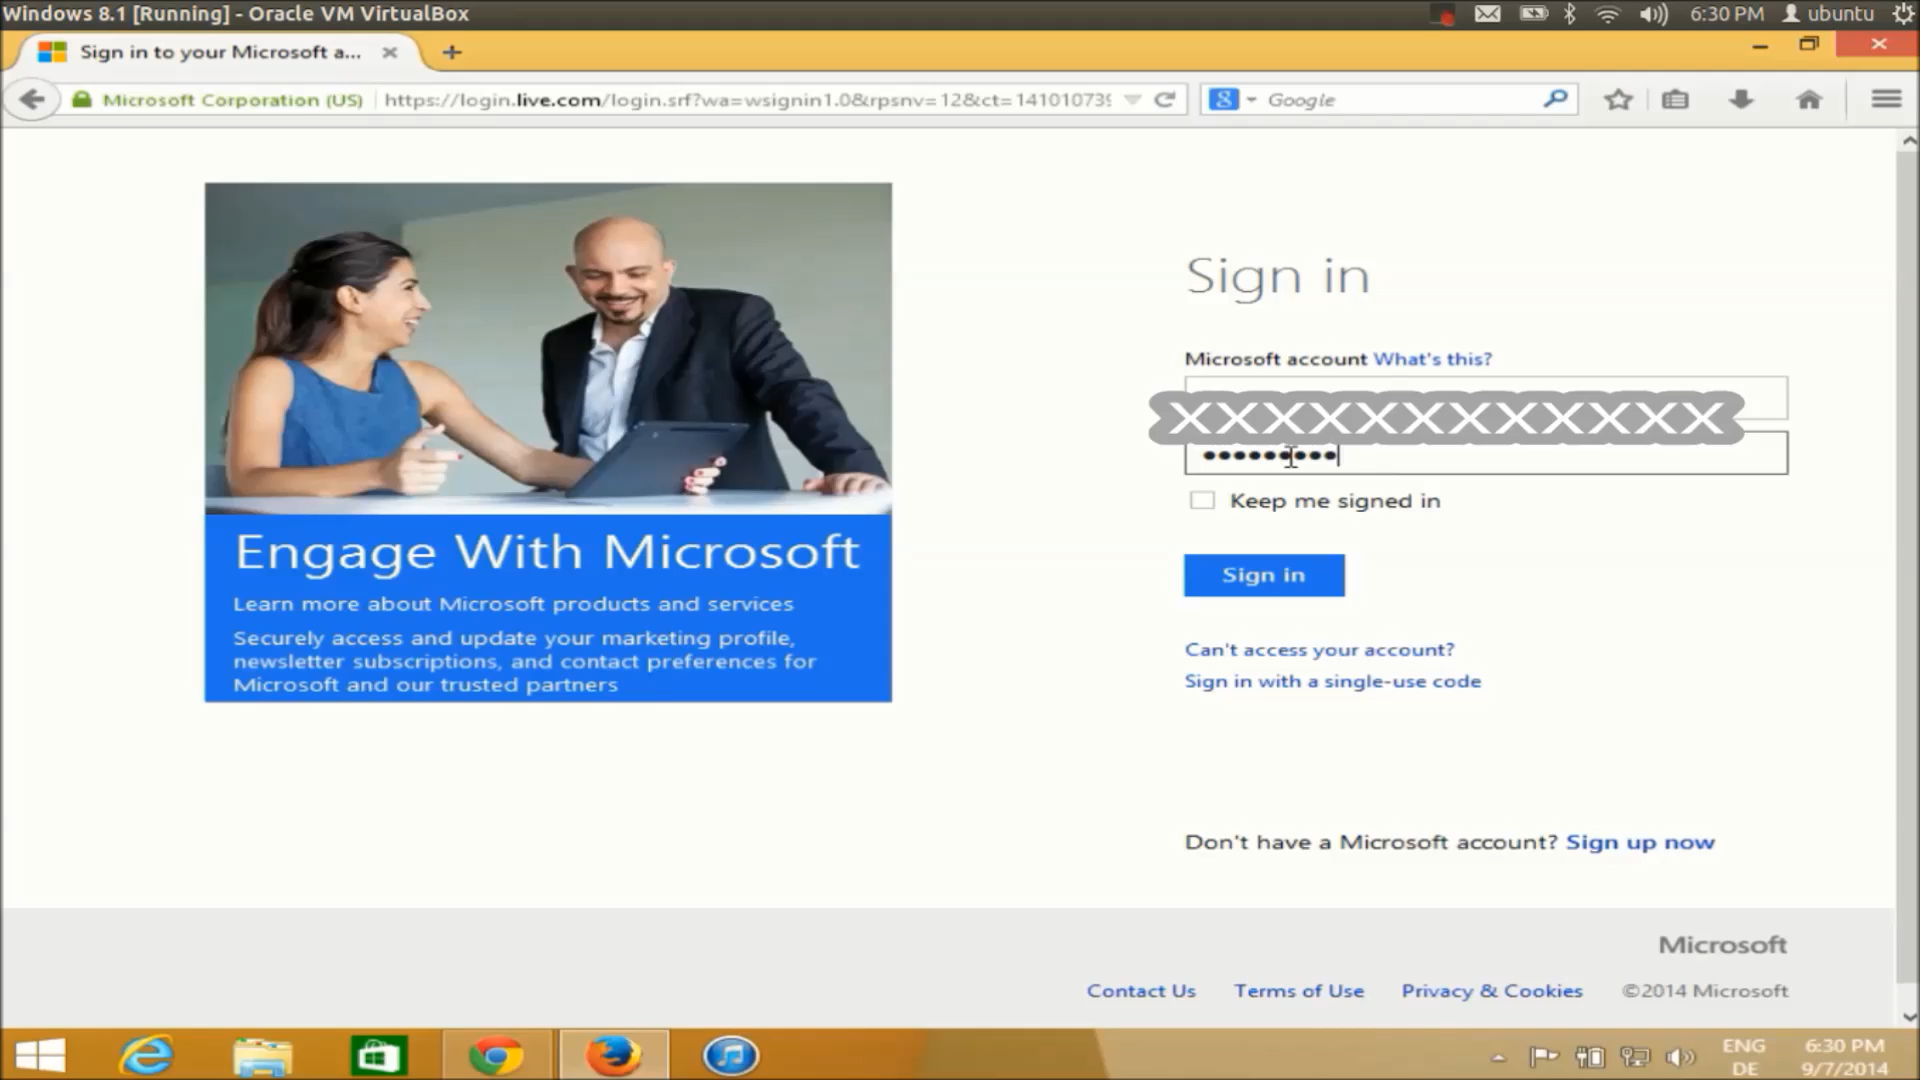 Windows 8.1 [Running] - Oracle VM VirtualBox
6:30 PM
ubuntu
Sign in to your Microsoft a...
Microsoft Corporation (US)
https://login.live.com/login.srf?wa=wsignin1.0&rpsnv=12&ct=141010739
Google
Sign in
Microsoft account What's this?
XXXXXXXXXXXX
Keep me signed in
Sign in
Can't access your account?
Sign in with a single-use code
Engage With Microsoft
Learn more about Microsoft products and services
Securely access and update your marketing profile,
newsletter subscriptions, and contact preferences for
Microsoft and our trusted partners
Don't have a Microsoft account? Sign up now
Microsoft
Contact Us Terms of Use Privacy & Cookies ©2014 Microsoft
ENG
DE
6:30 PM
9/7/2014